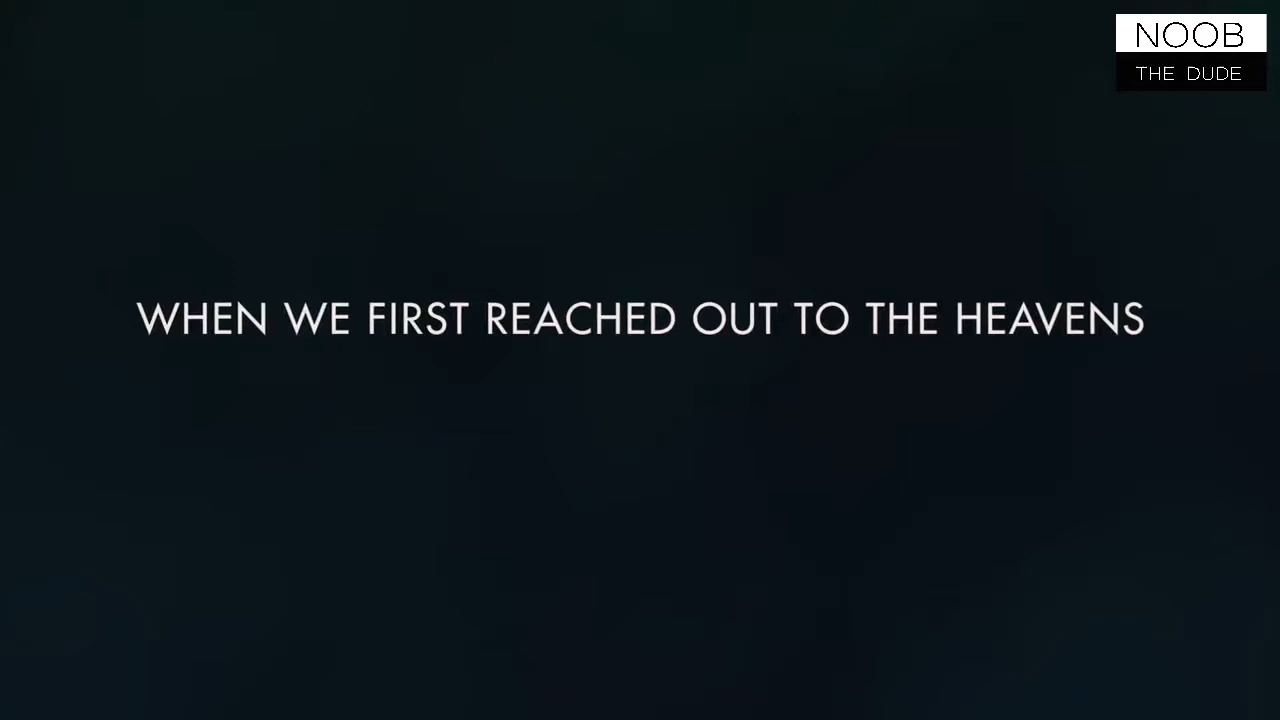 NOOB
THE DUDE
WHEN WE FIRST REACHED OUT TO THE HEAVENS